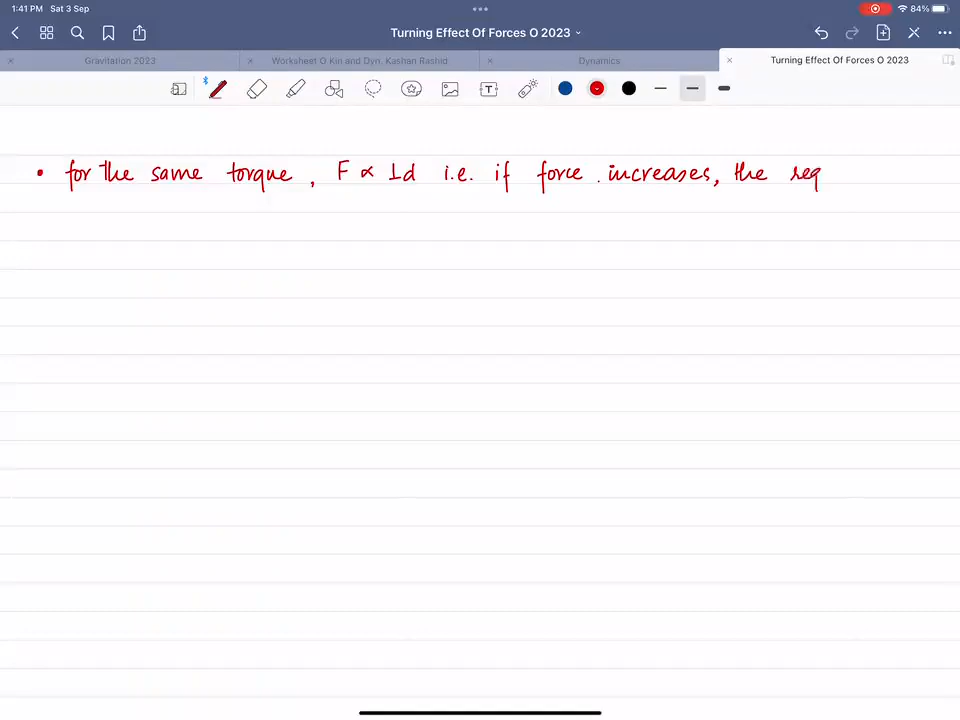 1:41 PM Sat 3 Sep
84%
Turning Effect Of Forces O 2023
Gravitation 2023
Worksheet O Kin and Dyn. Kashan Rashid
Dynamics
Turning Effect Of Forces O 2023
• for the same torque, F ∝ ⊥d i.e. if force increases, the req